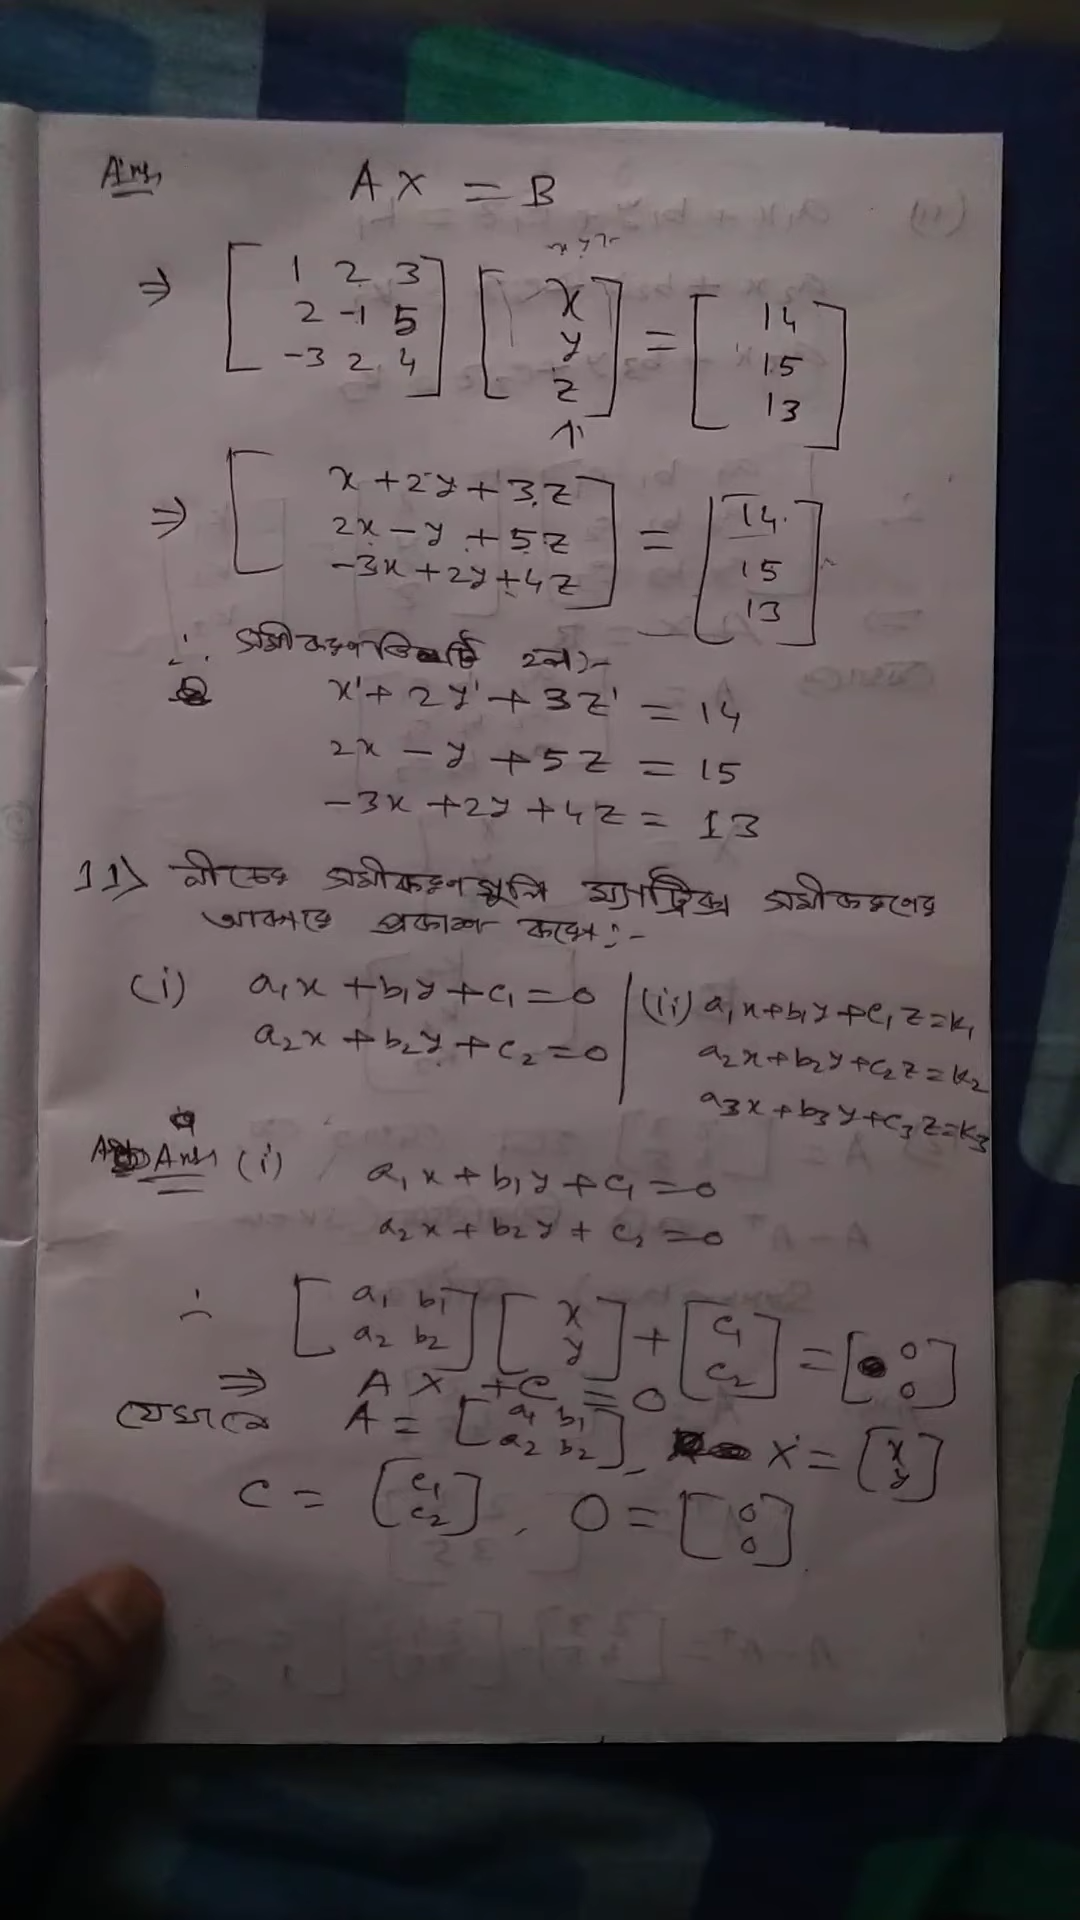 Ans AX = B
⇒ [1 2 3; 2 -1 5; -3 2 4] [x; y; z] = [14; 15; 13]
⇒ [x + 2y + 3z; 2x - y + 5z; -3x + 2y + 4z] = [14; 15; 13]
∴ সমীকরণ তিনটি হল:-
x + 2y + 3z = 14
2x - y + 5z = 15
-3x + 2y + 4z = 13
11) নীচের সমীকরণগুলি ম্যাট্রিক্স সমীকরণের
আকারে প্রকাশ করো:-
(i) a₁x + b₁y + c₁ = 0
a₂x + b₂y + c₂ = 0
(ii) a₁x + b₁y + c₁z = k₁
a₂x + b₂y + c₂z = k₂
a₃x + b₃y + c₃z = k₃
Ans (i) a₁x + b₁y + c₁ = 0
a₂x + b₂y + c₂ = 0
∴ [a₁ b₁; a₂ b₂] [x; y] + [c₁; c₂] = [0; 0]
⇒ AX + C = 0
যেখানে A = [a₁ b₁; a₂ b₂], X = [x; y]
C = [c₁; c₂], O = [0; 0]